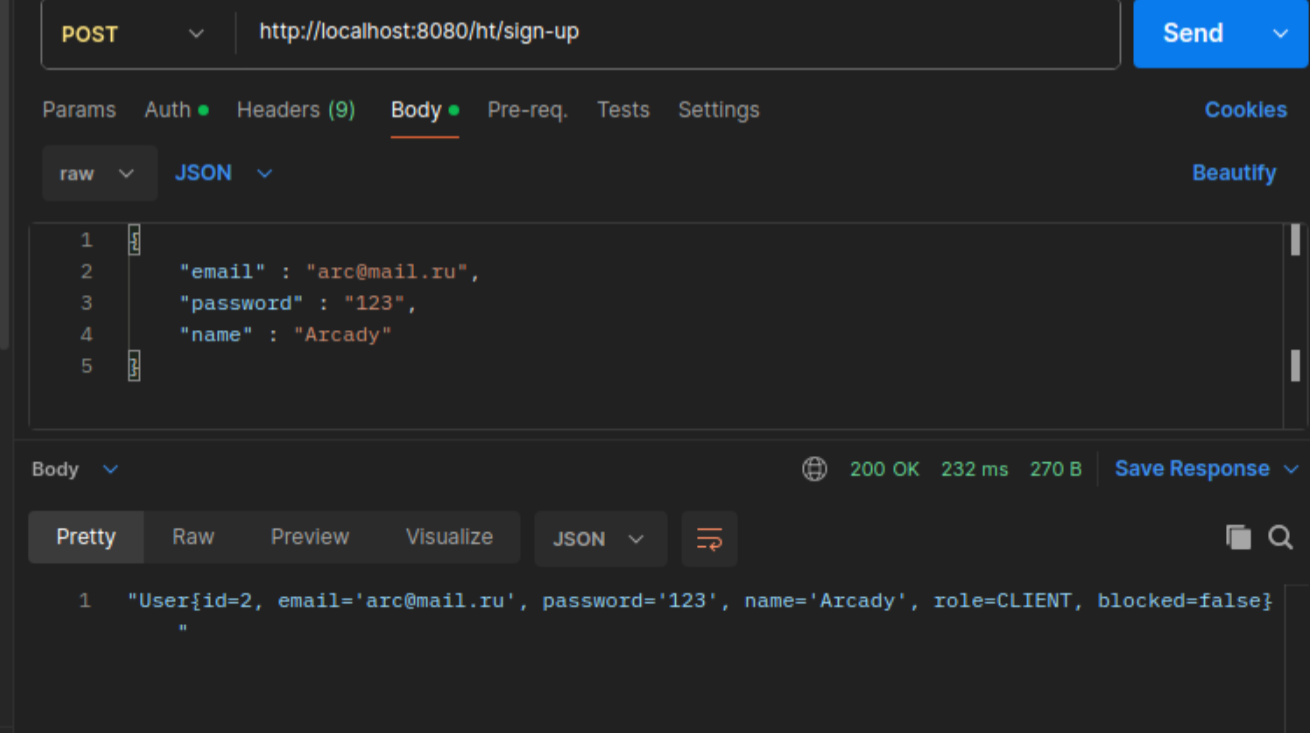 POST http://localhost:8080/ht/sign-up Send
Params Auth Headers (9) Body Pre-req. Tests Settings Cookies
raw JSON Beautify
1 {
2 "email" : "arc@mail.ru",
3 "password" : "123",
4 "name" : "Arcady"
5 }
Body 200 OK 232 ms 270 B Save Response
Pretty Raw Preview Visualize JSON
1 "User{id=2, email='arc@mail.ru', password='123', name='Arcady', role=CLIENT, blocked=false}
"